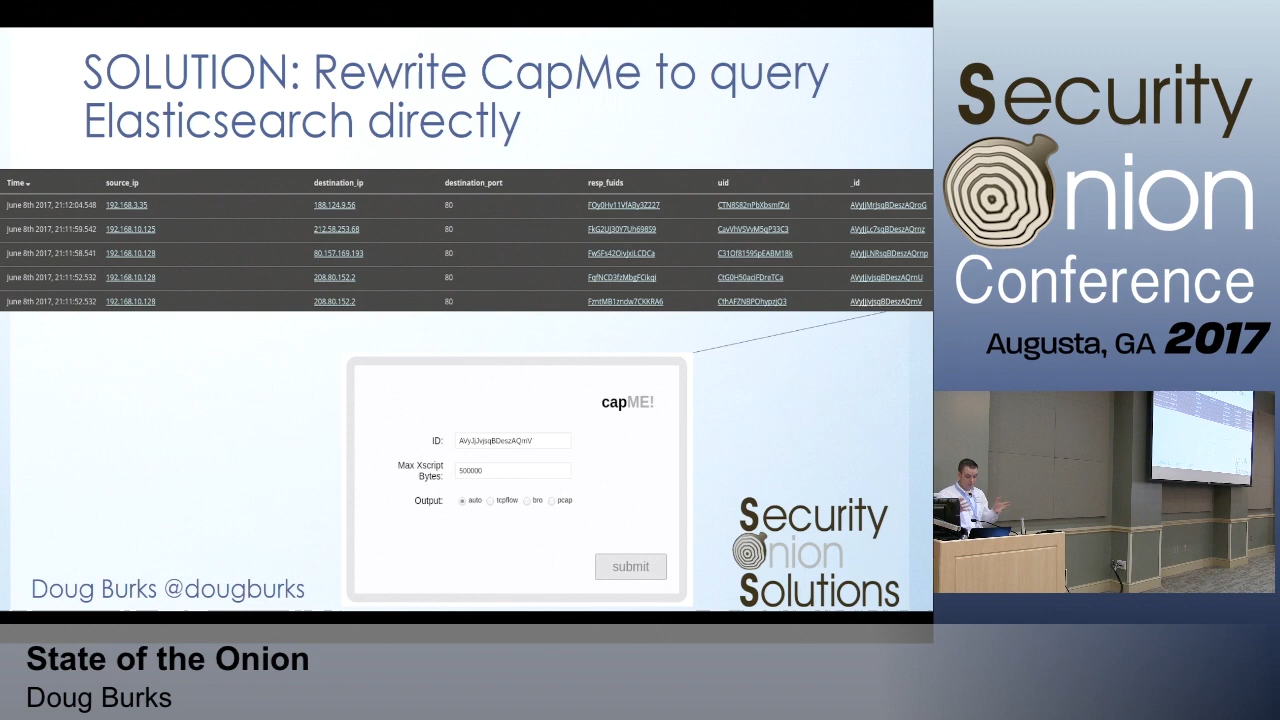 SOLUTION: Rewrite CapMe to query
Elasticsearch directly
Time source_ip destination_ip destination_port resp_fuids uid _id
June 8th 2017, 21:12:04.548 192.168.3.35 188.124.9.56 80
June 8th 2017, 21:11:59.542 192.168.10.125 212.58.253.68 80
June 8th 2017, 21:11:58.541 192.168.10.128 80.157.169.193 80
June 8th 2017, 21:11:52.532 192.168.10.128 208.80.152.2 80
June 8th 2017, 21:11:52.532 192.168.10.128 208.80.152.2 80
capME!
ID: AVyJjJvjsqBDeszAQrnV
Max Xscript
Bytes: 500000
Output: auto tcpflow bro pcap
submit
Doug Burks @dougburks
Security
Onion
Solutions
Security
Onion
Conference
Augusta, GA 2017
State of the Onion
Doug Burks